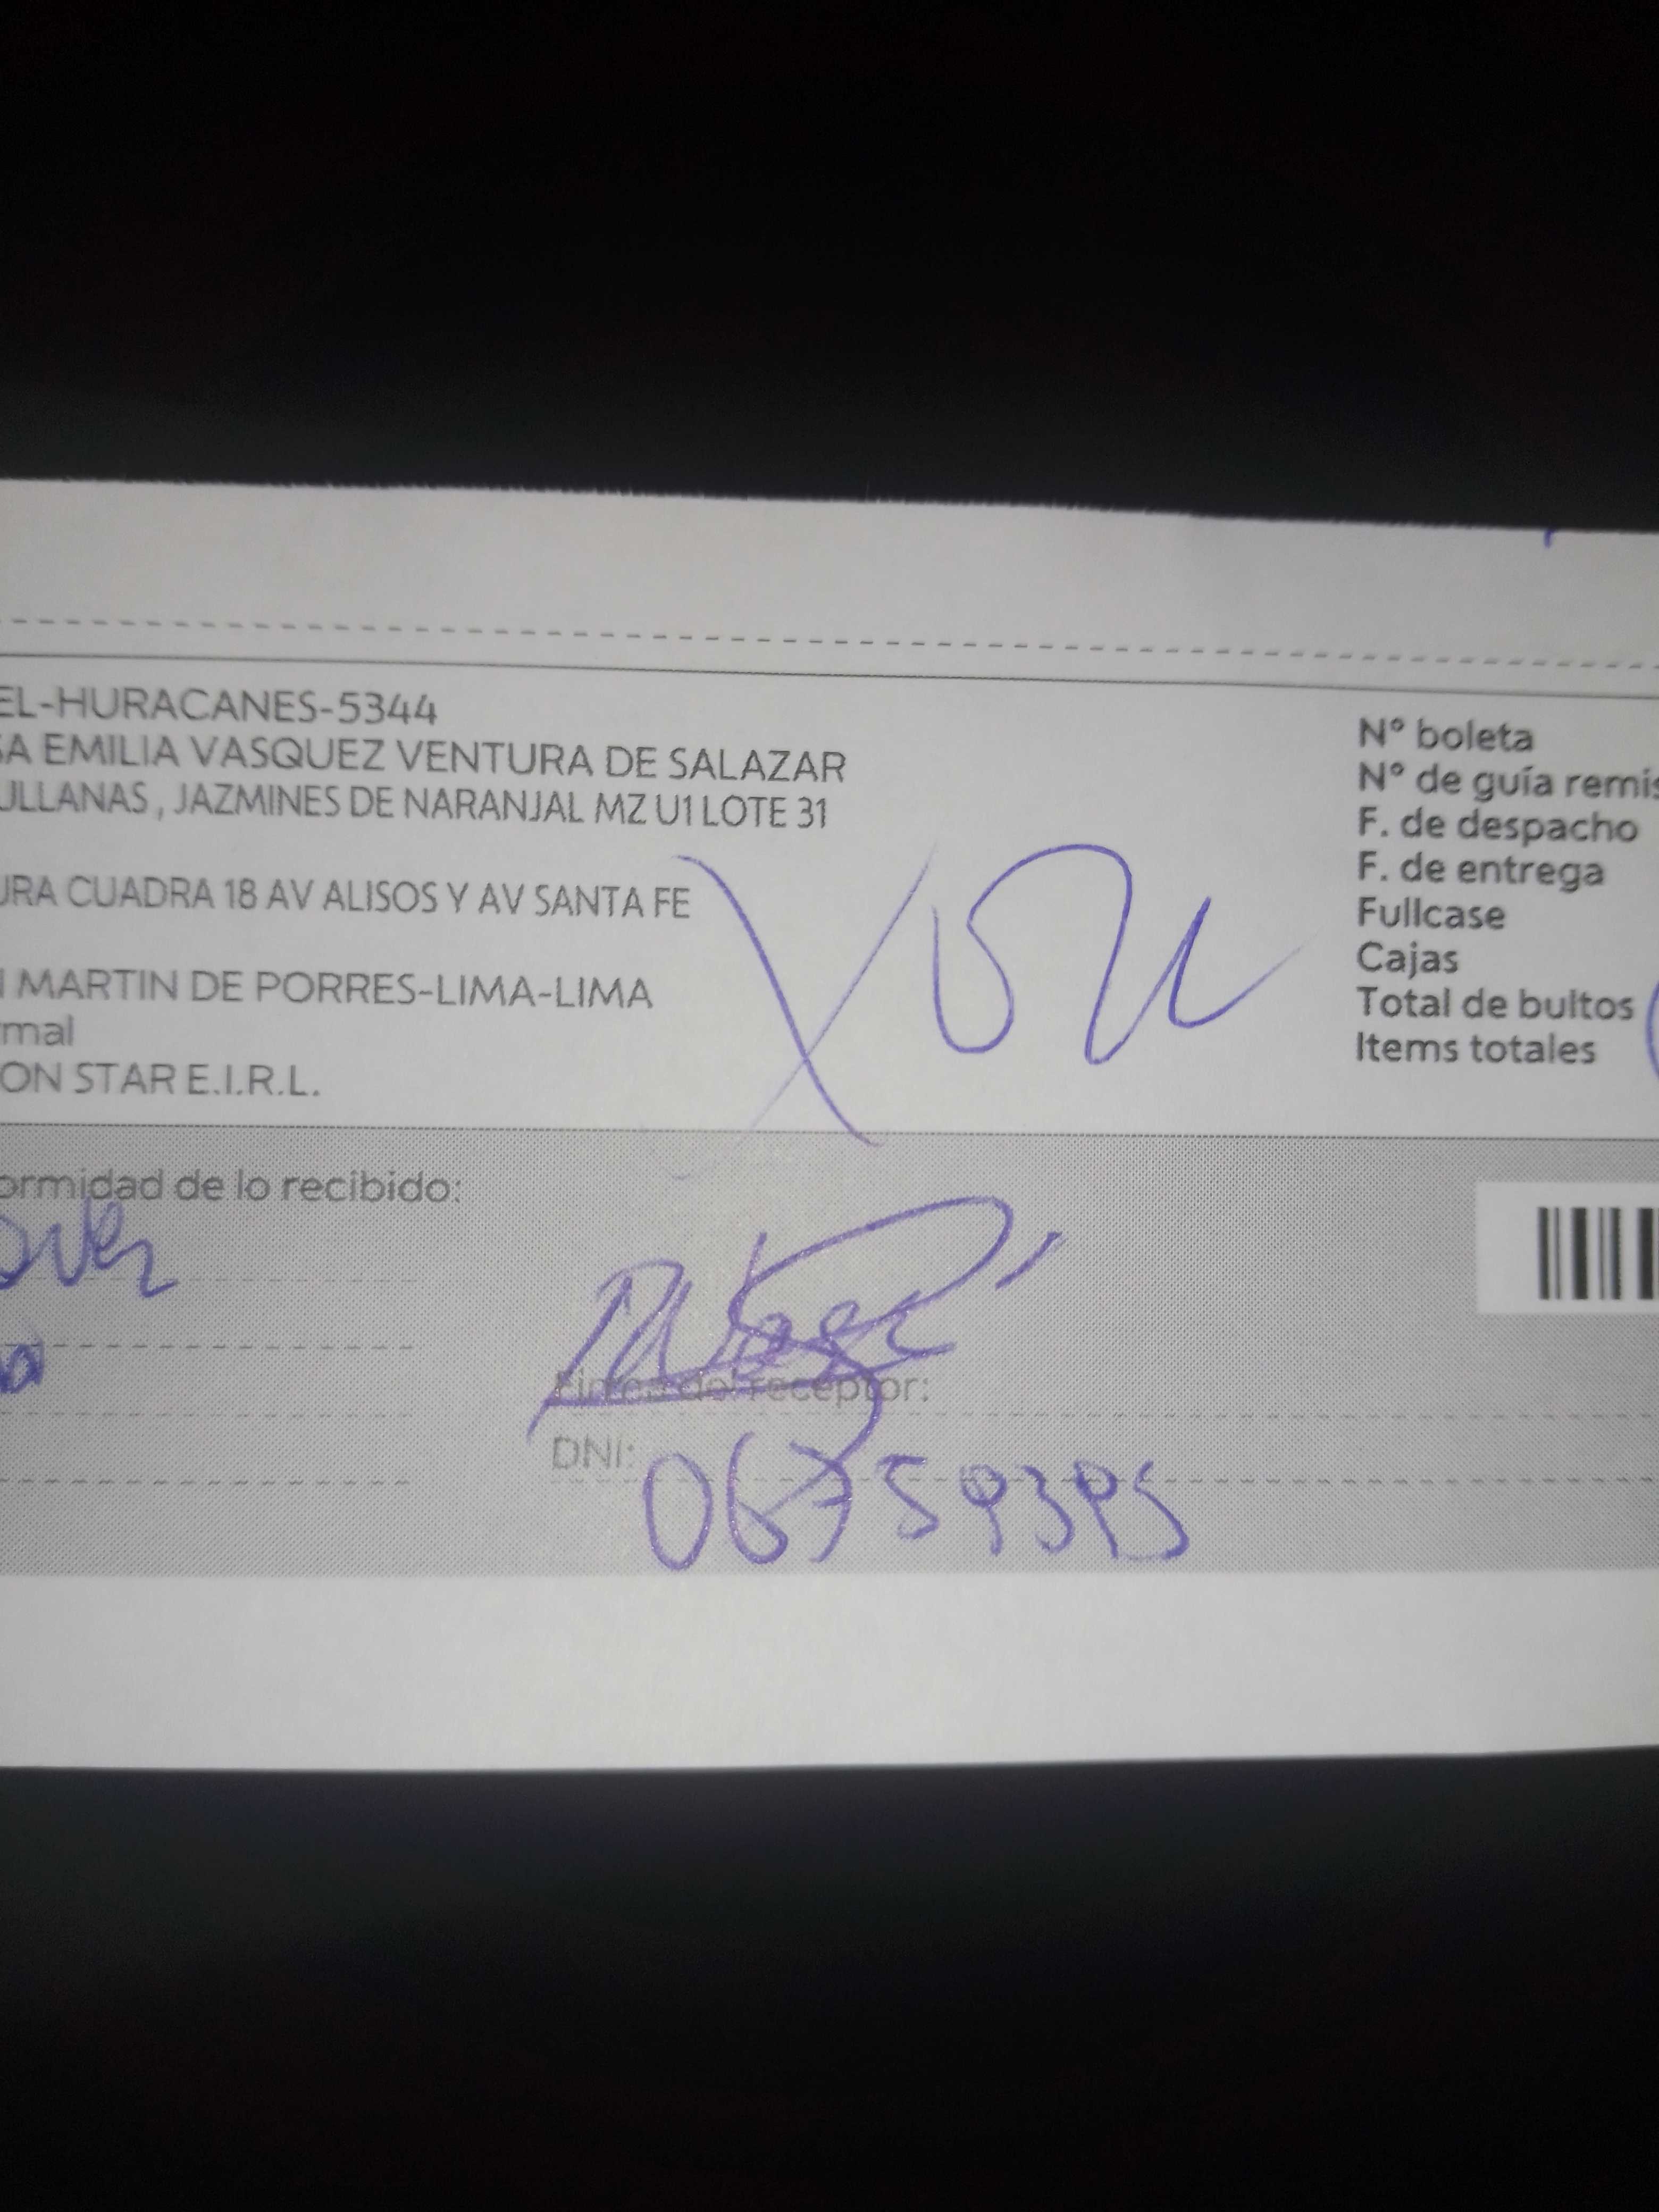 EL-HURACANES-5344
SA EMILIA VASQUEZ VENTURA DE SALAZAR
ULLANAS , JAZMINES DE NARANJAL MZ U1 LOTE 31
URA CUADRA 18 AV ALISOS Y AV SANTA FE
MARTIN DE PORRES-LIMA-LIMA
rmal
ON STAR E.I.R.L.
N° boleta
N° de guía remis
F. de despacho
F. de entrega
Fullcase
Cajas
Total de bultos
Items totales
ormidad de lo recibido:
Firma del receptor:
DNI: 06759395